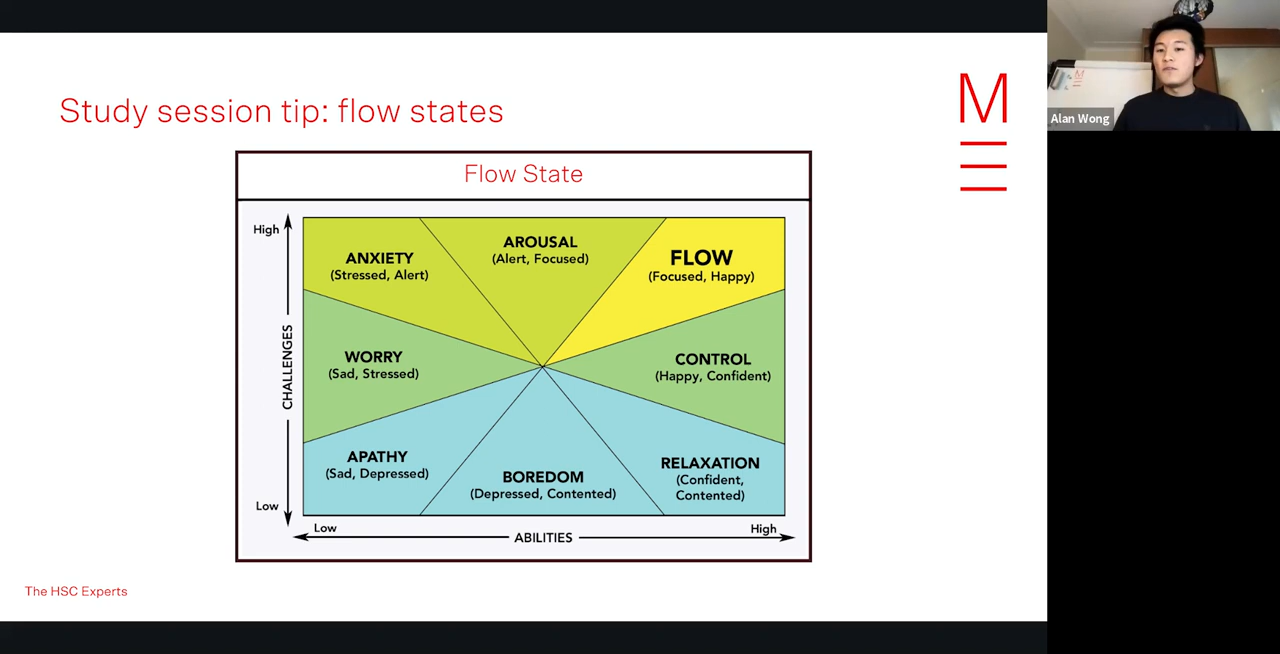 Study session tip: flow states
M
Alan Wong
Flow State
High
ANXIETY
(Stressed, Alert)
AROUSAL
(Alert, Focused)
FLOW
(Focused, Happy)
CHALLENGES
WORRY
(Sad, Stressed)
CONTROL
(Happy, Confident)
APATHY
(Sad, Depressed)
BOREDOM
(Depressed, Contented)
RELAXATION
(Confident,
Contented)
Low
Low
ABILITIES
High
The HSC Experts